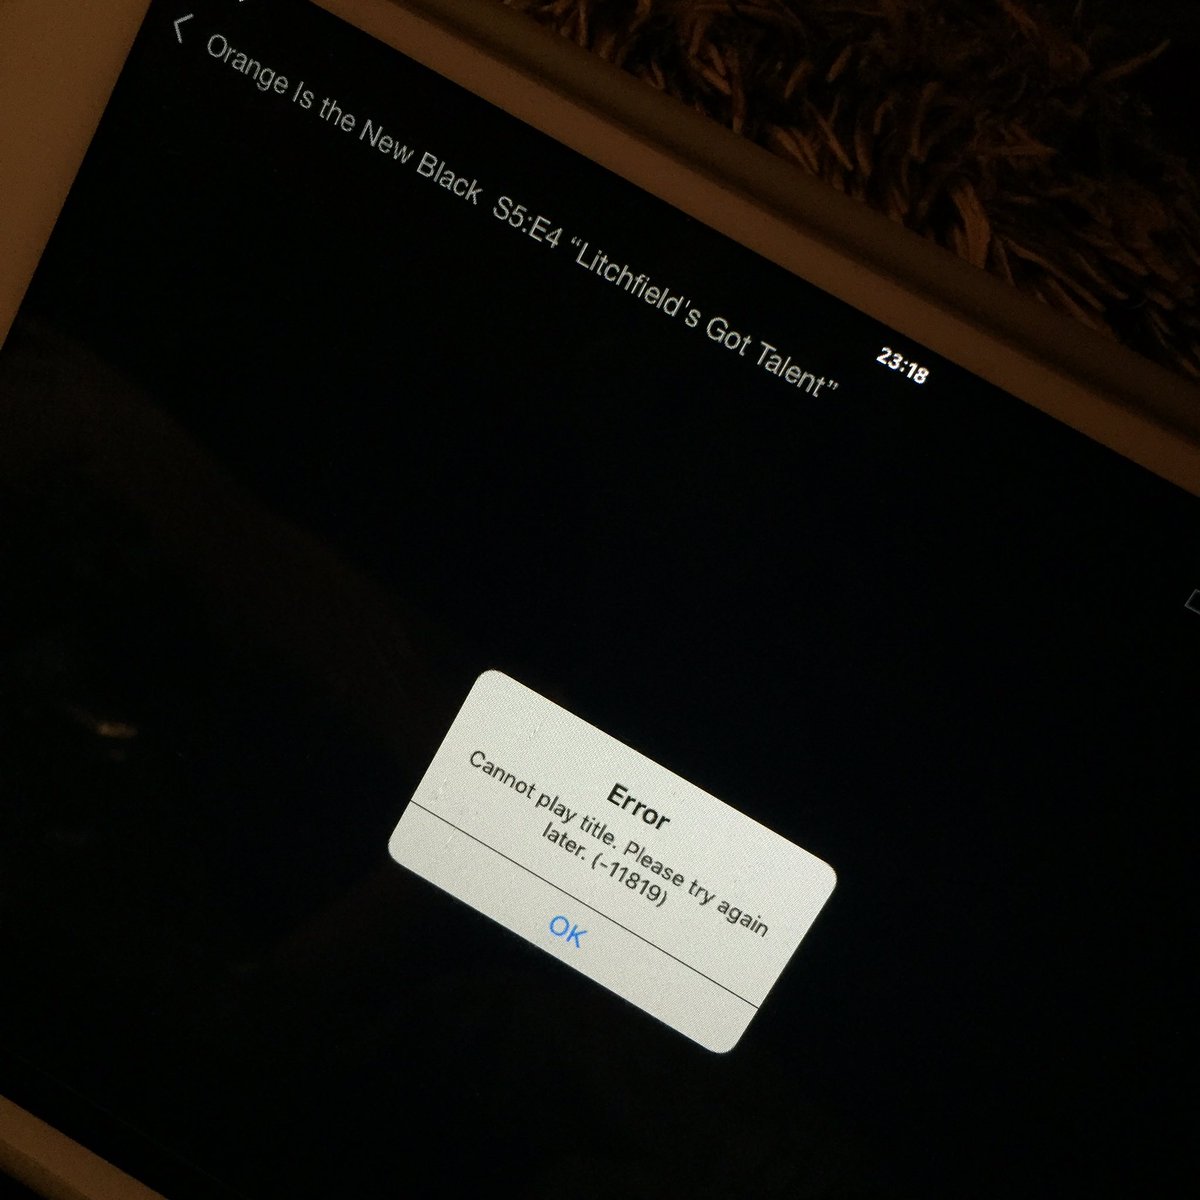 Orange Is the New Black S5:E4 “Litchfield's Got Talent”
23:18
Error
Cannot play title. Please try again
later. (-11819)
OK